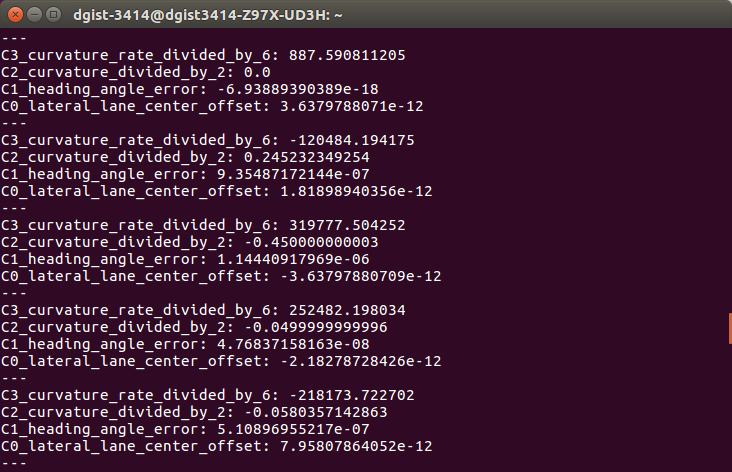 dgist-3414@dgist3414-Z97X-UD3H: ~
---
C3_curvature_rate_divided_by_6: 887.590811205
C2_curvature_divided_by_2: 0.0
C1_heading_angle_error: -6.93889390389e-18
C0_lateral_lane_center_offset: 3.6379788071e-12
---
C3_curvature_rate_divided_by_6: -120484.194175
C2_curvature_divided_by_2: 0.245232349254
C1_heading_angle_error: 9.35487172144e-07
C0_lateral_lane_center_offset: 1.81898940356e-12
---
C3_curvature_rate_divided_by_6: 319777.504252
C2_curvature_divided_by_2: -0.450000000003
C1_heading_angle_error: 1.14440917969e-06
C0_lateral_lane_center_offset: -3.63797880709e-12
---
C3_curvature_rate_divided_by_6: 252482.198034
C2_curvature_divided_by_2: -0.0499999999996
C1_heading_angle_error: 4.76837158163e-08
C0_lateral_lane_center_offset: -2.18278728426e-12
---
C3_curvature_rate_divided_by_6: -218173.722702
C2_curvature_divided_by_2: -0.0580357142863
C1_heading_angle_error: 5.10896955217e-07
C0_lateral_lane_center_offset: 7.95807864052e-12
---